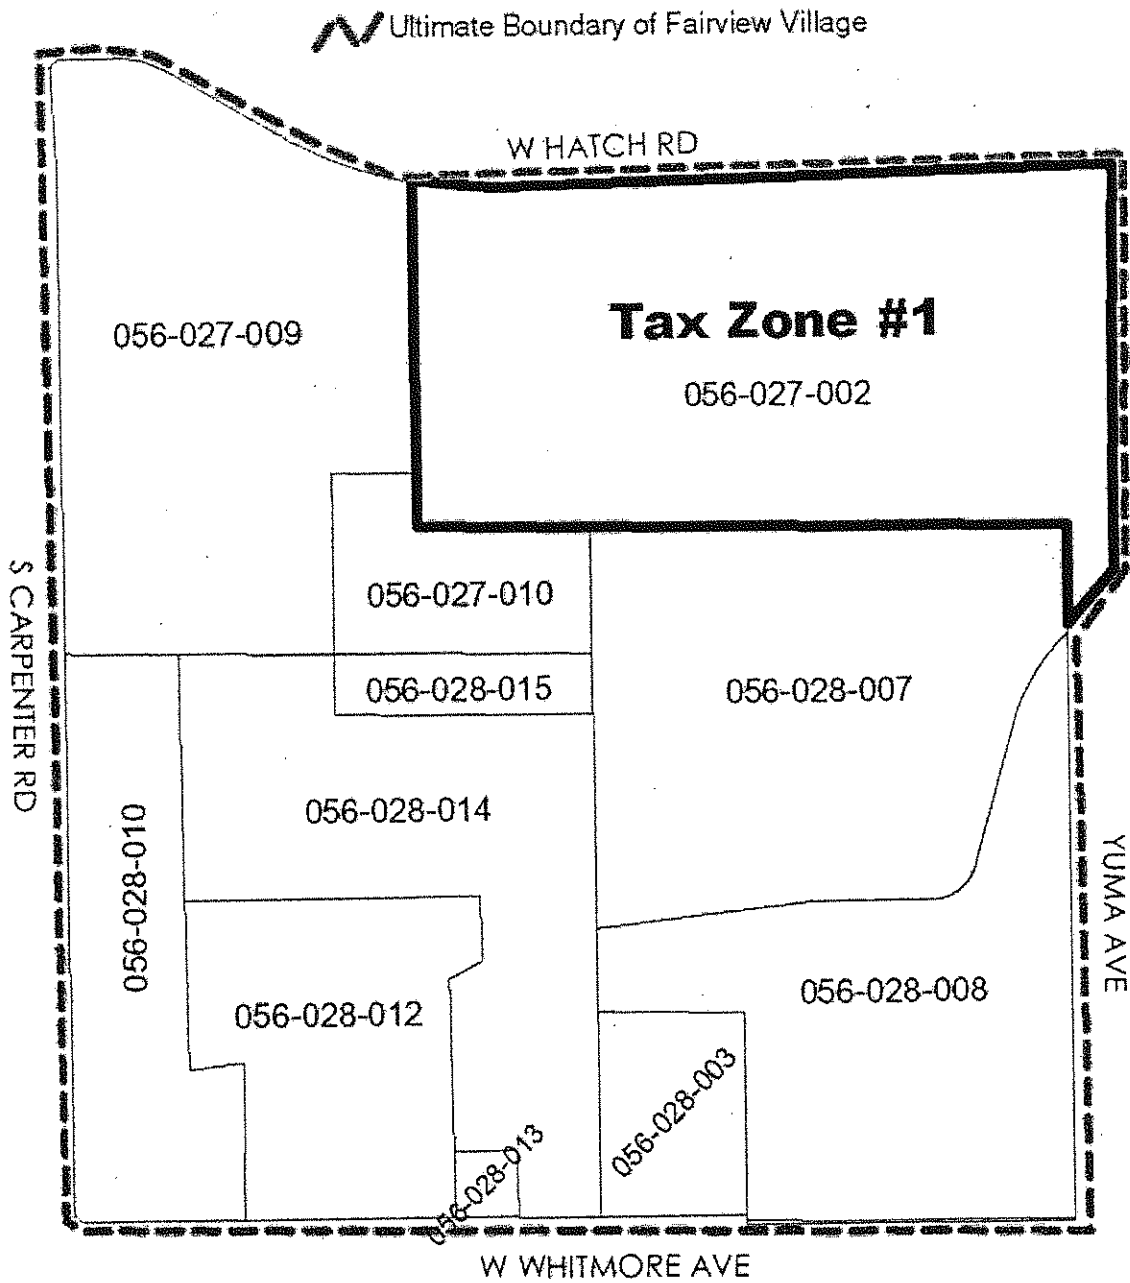 Ultimate Boundary of Fairview Village
W HATCH RD
Tax Zone #1
056-027-009
056-027-002
056-027-010
S CARPENTER RD
056-028-015
056-028-007
056-028-014
056-028-010
YUMA AVE
056-028-008
056-028-012
056-028-003
056-028-013
W WHITMORE AVE